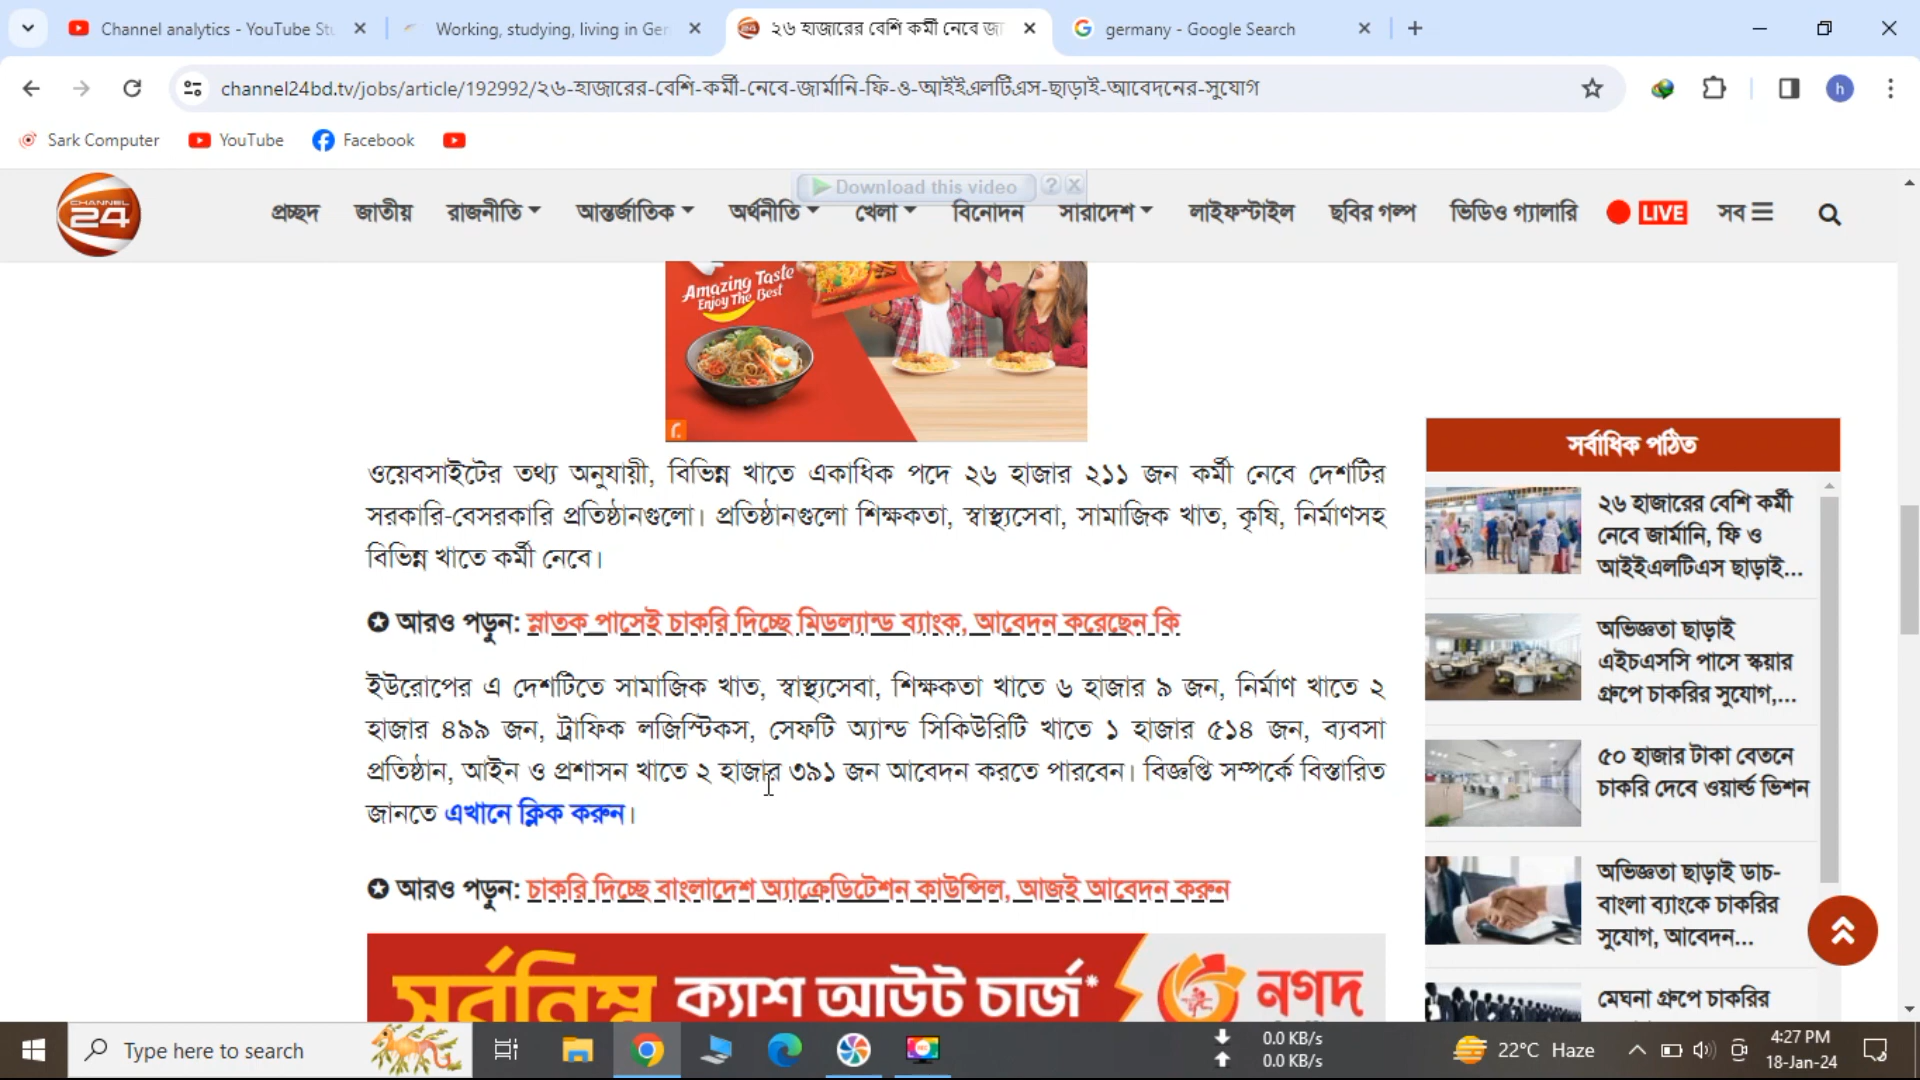 Channel analytics - YouTube Stu
Working, studying, living in Ger
২৬ হাজারের বেশি কর্মী নেবে জা
germany - Google Search
channel24bd.tv/jobs/article/192992/২৬-হাজারের-বেশি-কর্মী-নেবে-জার্মানি-ফি-ও-আইইএলটিএস-ছাড়াই-আবেদনের-সুযোগ
h
Sark Computer YouTube Facebook
Download this video ? X
CHANNEL
24
প্রচ্ছদ জাতীয় রাজনীতি আন্তর্জাতিক অর্থনীতি খেলা বিনোদন সারাদেশ লাইফস্টাইল ছবির গল্প ভিডিও গ্যালারি LIVE সব
Amazing Taste
Enjoy The Best
ওয়েবসাইটের তথ্য অনুযায়ী, বিভিন্ন খাতে একাধিক পদে ২৬ হাজার ২১১ জন কর্মী নেবে দেশটির
সরকারি-বেসরকারি প্রতিষ্ঠানগুলো। প্রতিষ্ঠানগুলো শিক্ষকতা, স্বাস্থ্যসেবা, সামাজিক খাত, কৃষি, নির্মাণসহ
বিভিন্ন খাতে কর্মী নেবে।
✪ আরও পড়ুন: স্নাতক পাসেই চাকরি দিচ্ছে মিডল্যান্ড ব্যাংক, আবেদন করেছেন কি
ইউরোপের এ দেশটিতে সামাজিক খাত, স্বাস্থ্যসেবা, শিক্ষকতা খাতে ৬ হাজার ৯ জন, নির্মাণ খাতে ২
হাজার ৪৯৯ জন, ট্রাফিক লজিস্টিকস, সেফটি অ্যান্ড সিকিউরিটি খাতে ১ হাজার ৫১৪ জন, ব্যবসা
প্রতিষ্ঠান, আইন ও প্রশাসন খাতে ২ হাজার ৩৯১ জন আবেদন করতে পারবেন। বিজ্ঞপ্তি সম্পর্কে বিস্তারিত
জানতে এখানে ক্লিক করুন।
✪ আরও পড়ুন: চাকরি দিচ্ছে বাংলাদেশ অ্যাক্রেডিটেশন কাউন্সিল, আজই আবেদন করুন
সর্বনিম্ন ক্যাশ আউট চার্জ* নগদ
সর্বাধিক পঠিত
২৬ হাজারের বেশি কর্মী
নেবে জার্মানি, ফি ও
আইইএলটিএস ছাড়াই...
অভিজ্ঞতা ছাড়াই
এইচএসসি পাসে স্কয়ার
গ্রুপে চাকরির সুযোগ,...
৫০ হাজার টাকা বেতনে
চাকরি দেবে ওয়ার্ল্ড ভিশন
অভিজ্ঞতা ছাড়াই ডাচ-
বাংলা ব্যাংকে চাকরির
সুযোগ, আবেদন...
মেঘনা গ্রুপে চাকরির
Type here to search
0.0 KB/s
0.0 KB/s
22°C Haze
4:27 PM
18-Jan-24